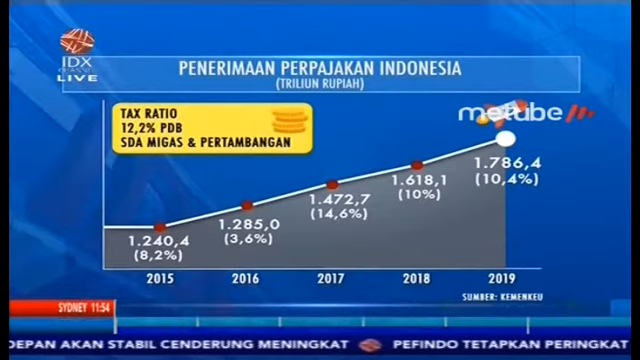 IDX
CHANNEL
LIVE
PENERIMAAN PERPAJAKAN INDONESIA
(TRILIUN RUPIAH)
TAX RATIO
12,2% PDB
SDA MIGAS & PERTAMBANGAN
metube
1.786,4
(10,4%)
1.618,1
(10%)
1.472,7
(14,6%)
1.285,0
(3,6%)
1.240,4
(8,2%)
2015 2016 2017 2018 2019
SUMBER: KEMENKEU
SYDNEY 11:54
DEPAN AKAN STABIL CENDERUNG MENINGKAT PEFINDO TETAPKAN PERINGKAT